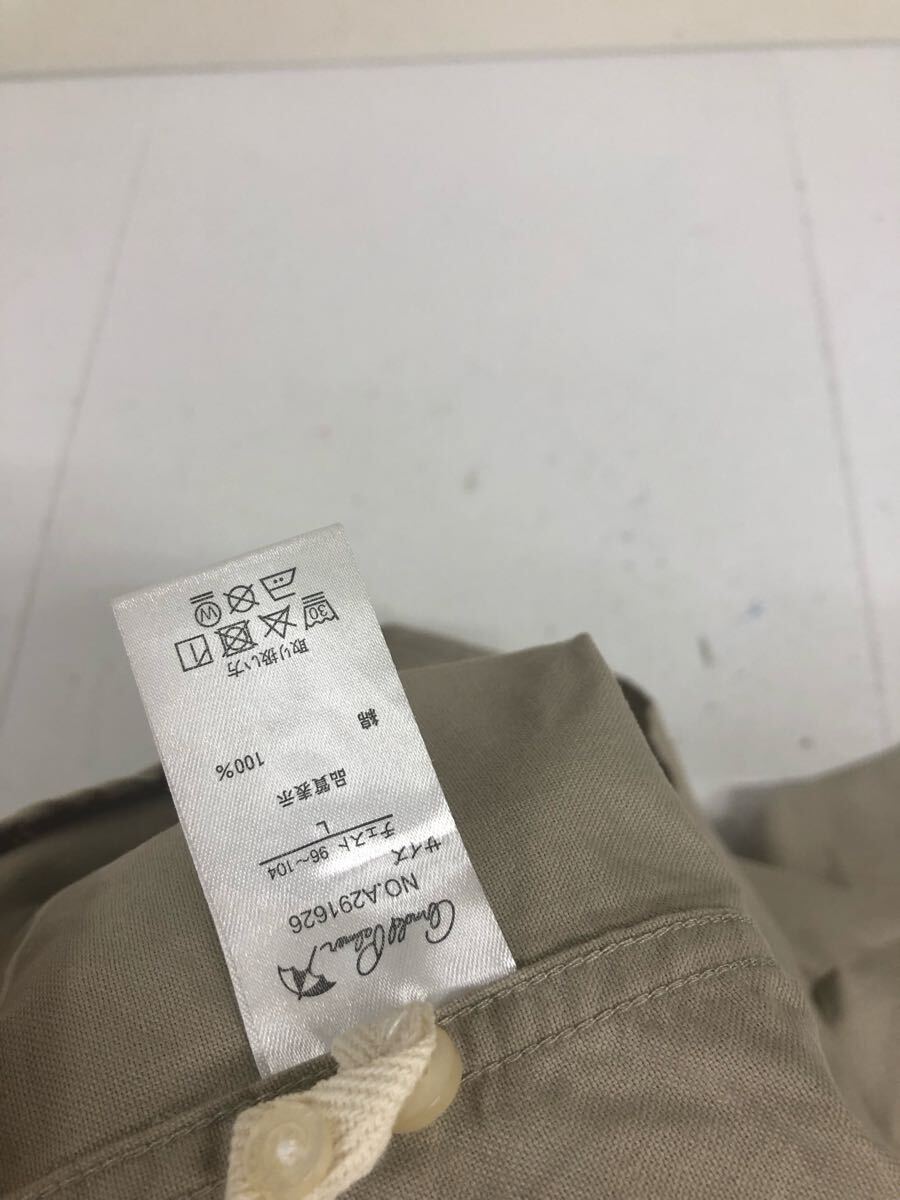 Arnold Palmer
NO.A291626
サイズ
チェスト 96~104
L
品質表示
綿 100%
取り扱い方
30
W